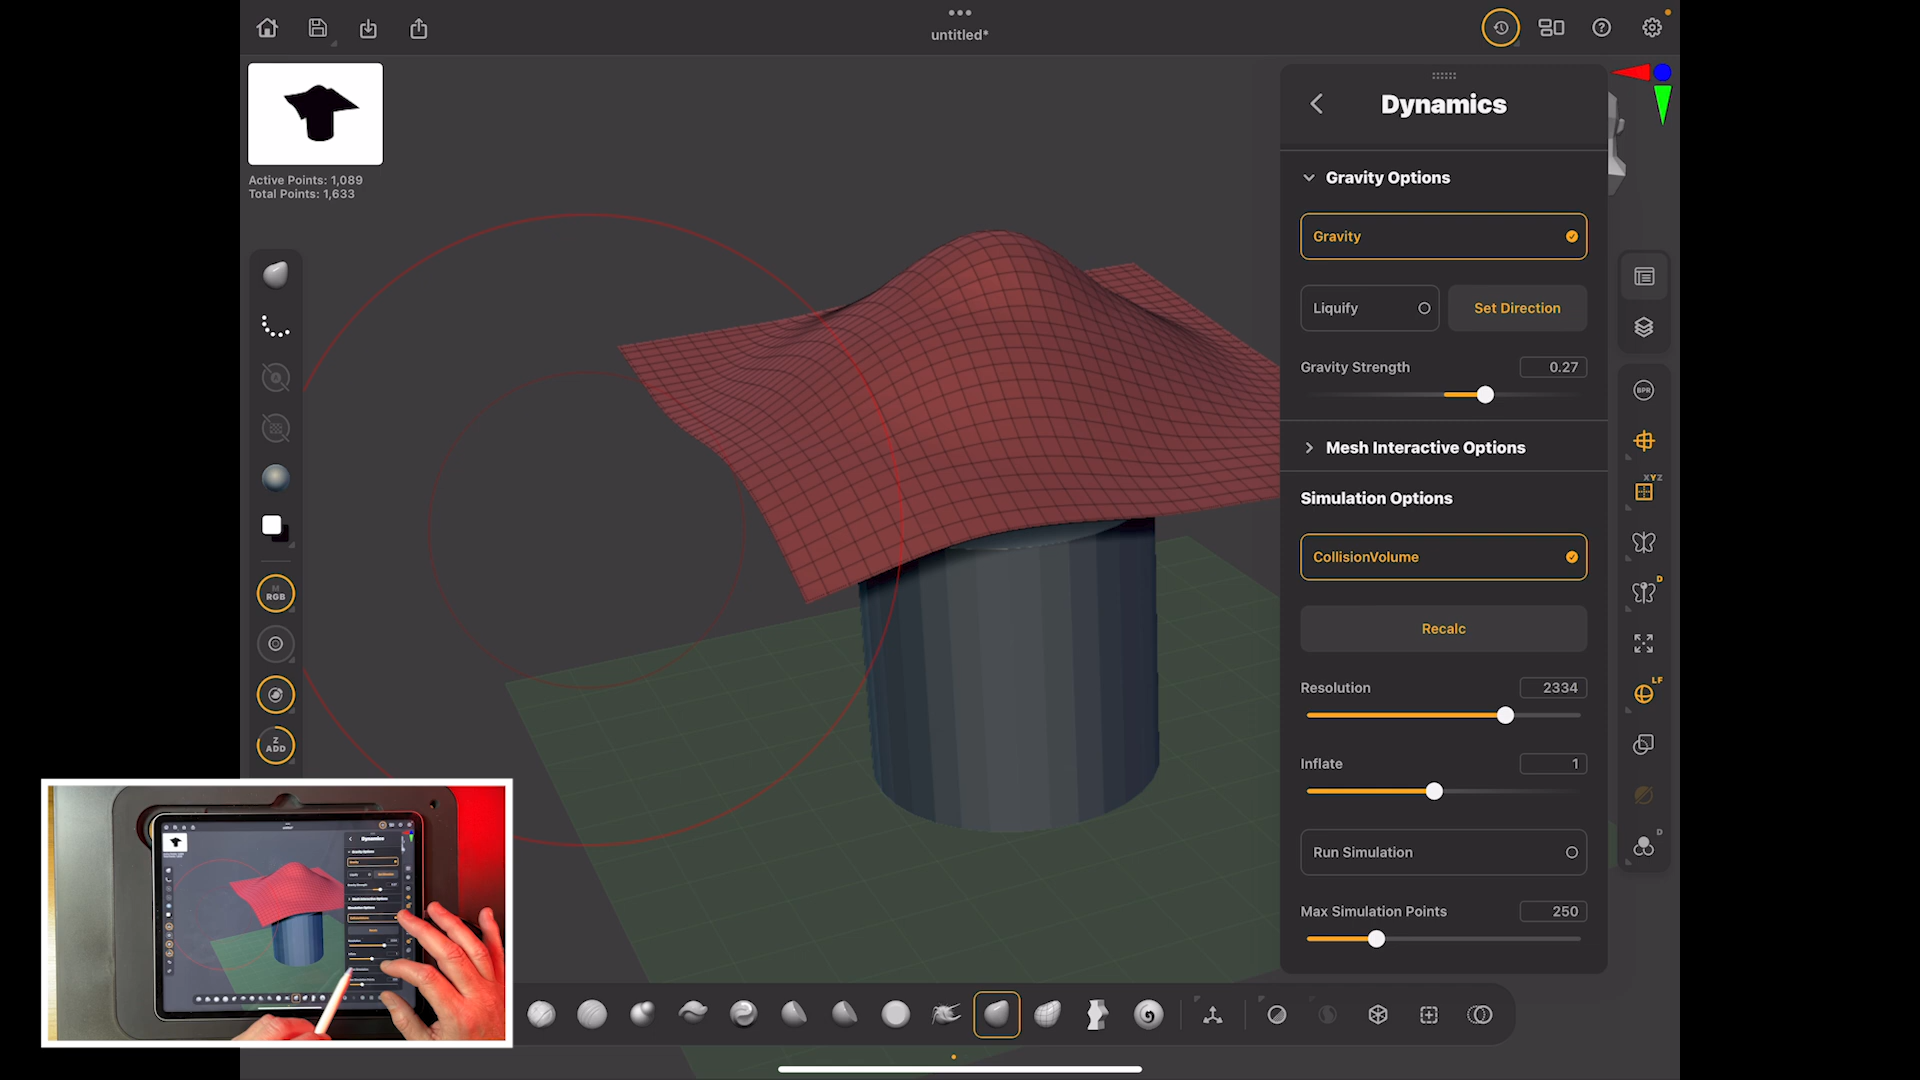 untitled*
Active Points: 1,089
Total Points: 1,633
Dynamics
Gravity Options
Gravity
Liquify
Set Direction
Gravity Strength
0.27
Mesh Interactive Options
Simulation Options
CollisionVolume
Recalc
Resolution
2334
Inflate
1
Run Simulation
Max Simulation Points
250
M
RGB
Z
ADD
BPR
XYZ
D
LF
D
Dynamics